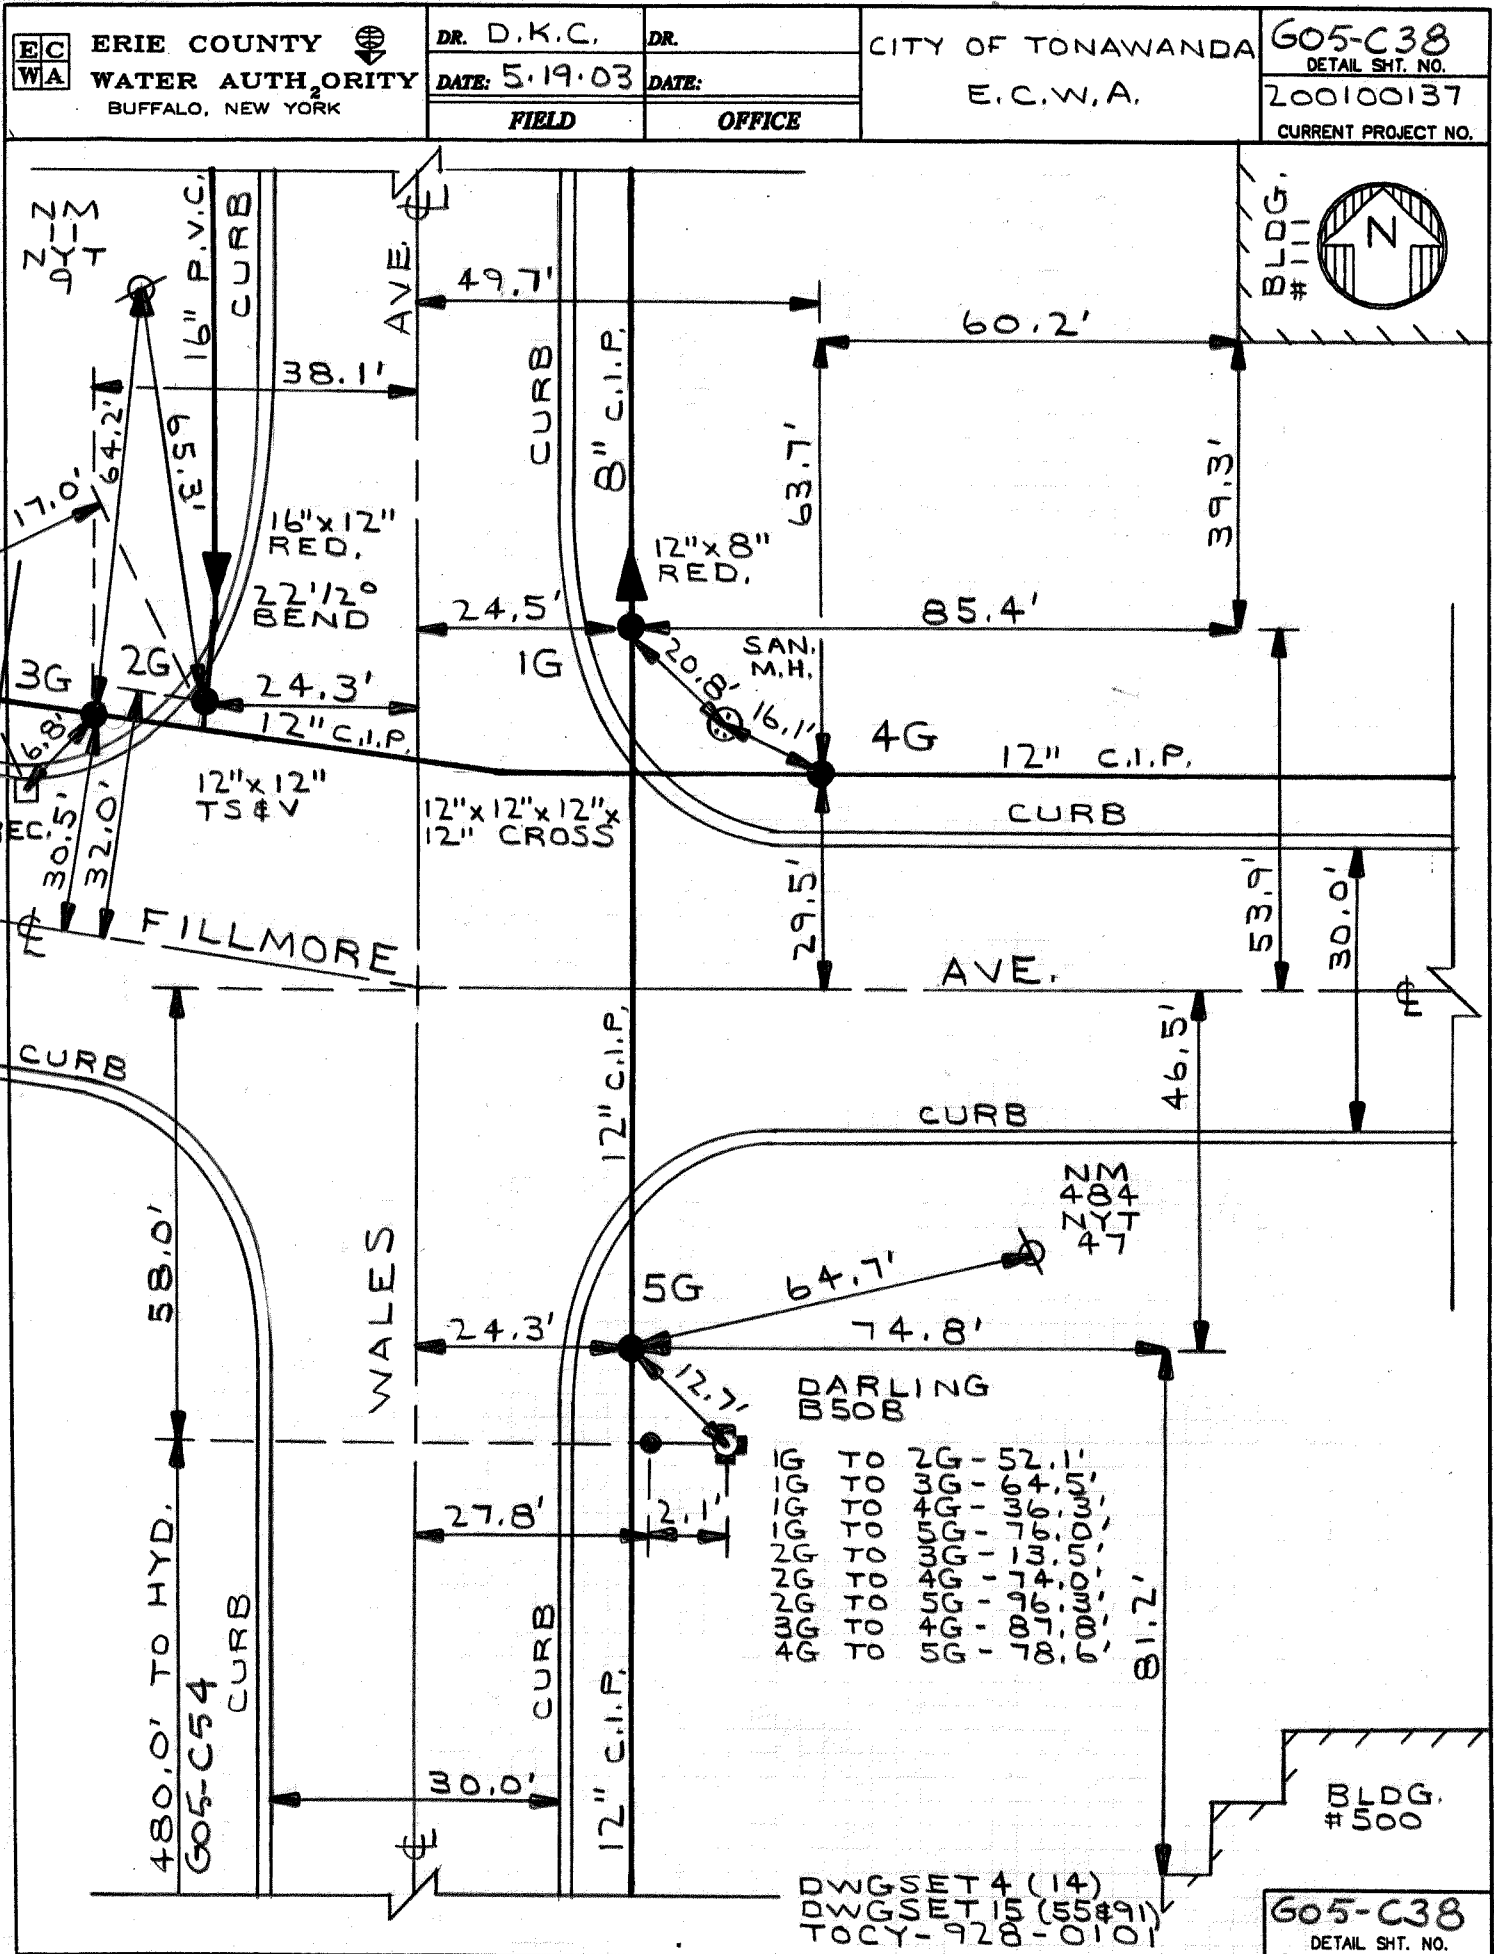 EC
WA
ERIE COUNTY
WATER AUTH2ORITY
BUFFALO, NEW YORK
DR. D.K.C.
DATE: 5.19.03
FIELD
DR.
DATE:
OFFICE
CITY OF TONAWANDA
E.C.W.A.
G05-C38
DETAIL SHT. NO.
200100137
CURRENT PROJECT NO.
16" P.V.C.
CURB
AVE.
℄
49.7'
BLDG.
#111
N
60.2'
38.1'
CURB
8" C.I.P.
64.2'
65.3'
63.7'
39.3'
17.0'
16"x12"
RED.
22 1/2°
BEND
12"x8"
RED.
24.5'
85.4'
1G
20.8'
SAN.
M.H.
16.1'
3G
2G
24.3'
12" C.I.P.
4G
12" C.I.P.
6.8'
12"x12"
TS&V
12"x12"x12"x
12" CROSS
CURB
EC.
30.5'
32.0'
29.5'
53.9'
30.0'
℄
FILLMORE
AVE.
℄
CURB
12" C.I.P.
46.5'
CURB
NM
484
NYT
47
58.0'
WALES
5G
64.7'
24.3'
74.8'
12.7'
DARLING
B50B
1G TO 2G - 52.1'
1G TO 3G - 64.5'
1G TO 4G - 36.3'
1G TO 5G - 76.0'
2G TO 3G - 13.5'
2G TO 4G - 74.0'
2G TO 5G - 96.3'
3G TO 4G - 87.8'
4G TO 5G - 78.6'
27.8'
2.1'
81.2'
480.0' TO HYD.
G05-C54
CURB
CURB
12" C.I.P.
30.0'
℄
BLDG.
#500
DWGSET 4 (14)
DWGSET 15 (55&91)
TOCY-928-0101
G05-C38
DETAIL SHT. NO.